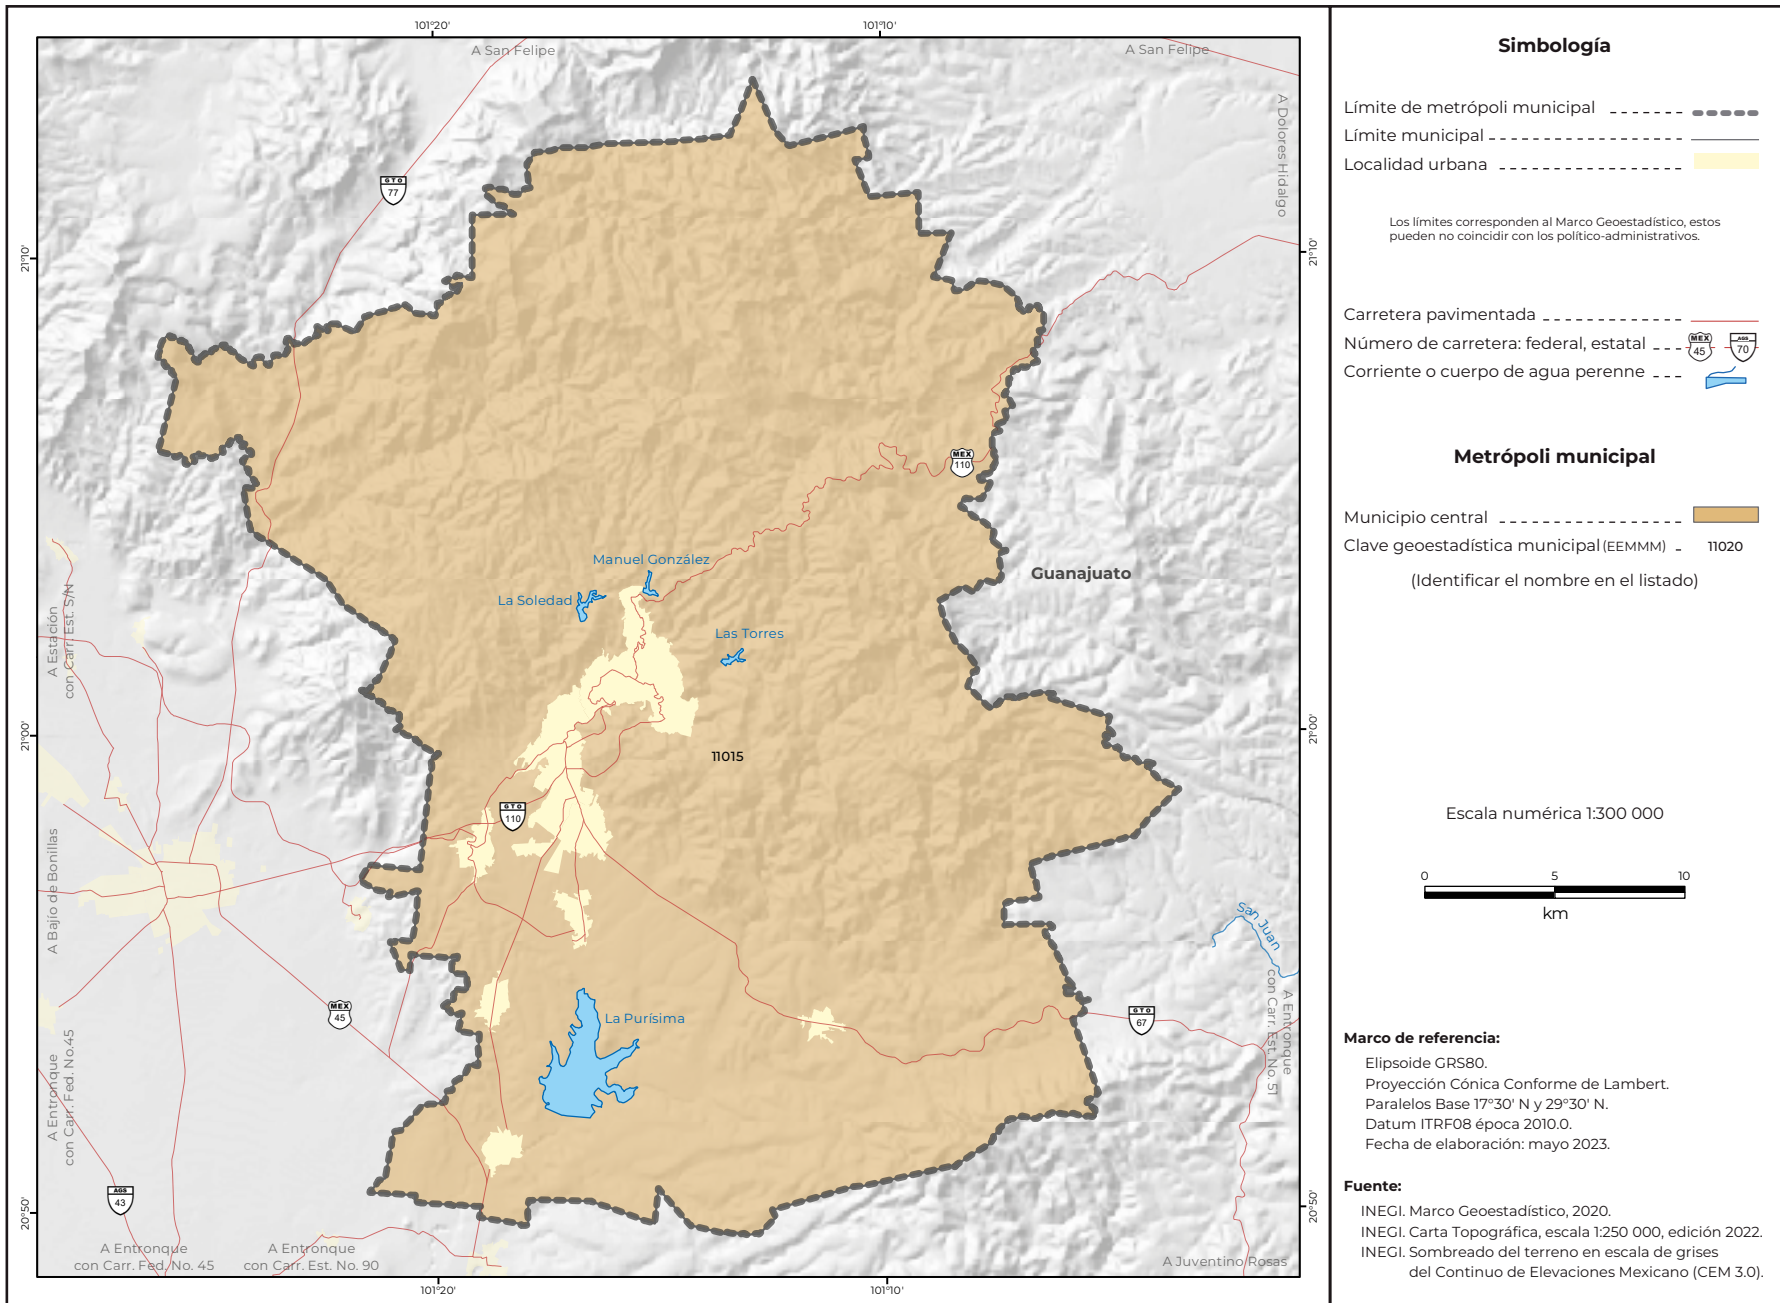 101°20'
101°10'
A San Felipe
A San Felipe
A Dolores Hidalgo
GTO
77
21°10'
21°10'
MEX
110
Manuel González
La Soledad
Las Torres
Guanajuato
A Estación
con Carr. Est. S/N
21°00'
21°00'
11015
GTO
110
A Bajío de Bonillas
San Juan
MEX
45
La Purísima
GTO
67
A Entronque
con Carr. Est. No. 51
A Entronque
con Carr. Fed. No.45
AGS
43
20°50'
20°50'
A Entronque
con Carr. Fed. No. 45
A Entronque
con Carr. Est. No. 90
A Juventino Rosas
101°20'
101°10'
Simbología
Límite de metrópoli municipal
Límite municipal
Localidad urbana
Los límites corresponden al Marco Geoestadístico, estos
pueden no coincidir con los político-administrativos.
Carretera pavimentada
Número de carretera: federal, estatal
MEX
45
AGS
70
Corriente o cuerpo de agua perenne
Metrópoli municipal
Municipio central
Clave geoestadística municipal (EEMMM) 11020
(Identificar el nombre en el listado)
Escala numérica 1:300 000
0 5 10
km
Marco de referencia:
Elipsoide GRS80.
Proyección Cónica Conforme de Lambert.
Paralelos Base 17°30' N y 29°30' N.
Datum ITRF08 época 2010.0.
Fecha de elaboración: mayo 2023.
Fuente:
INEGI. Marco Geoestadístico, 2020.
INEGI. Carta Topográfica, escala 1:250 000, edición 2022.
INEGI. Sombreado del terreno en escala de grises
del Continuo de Elevaciones Mexicano (CEM 3.0).